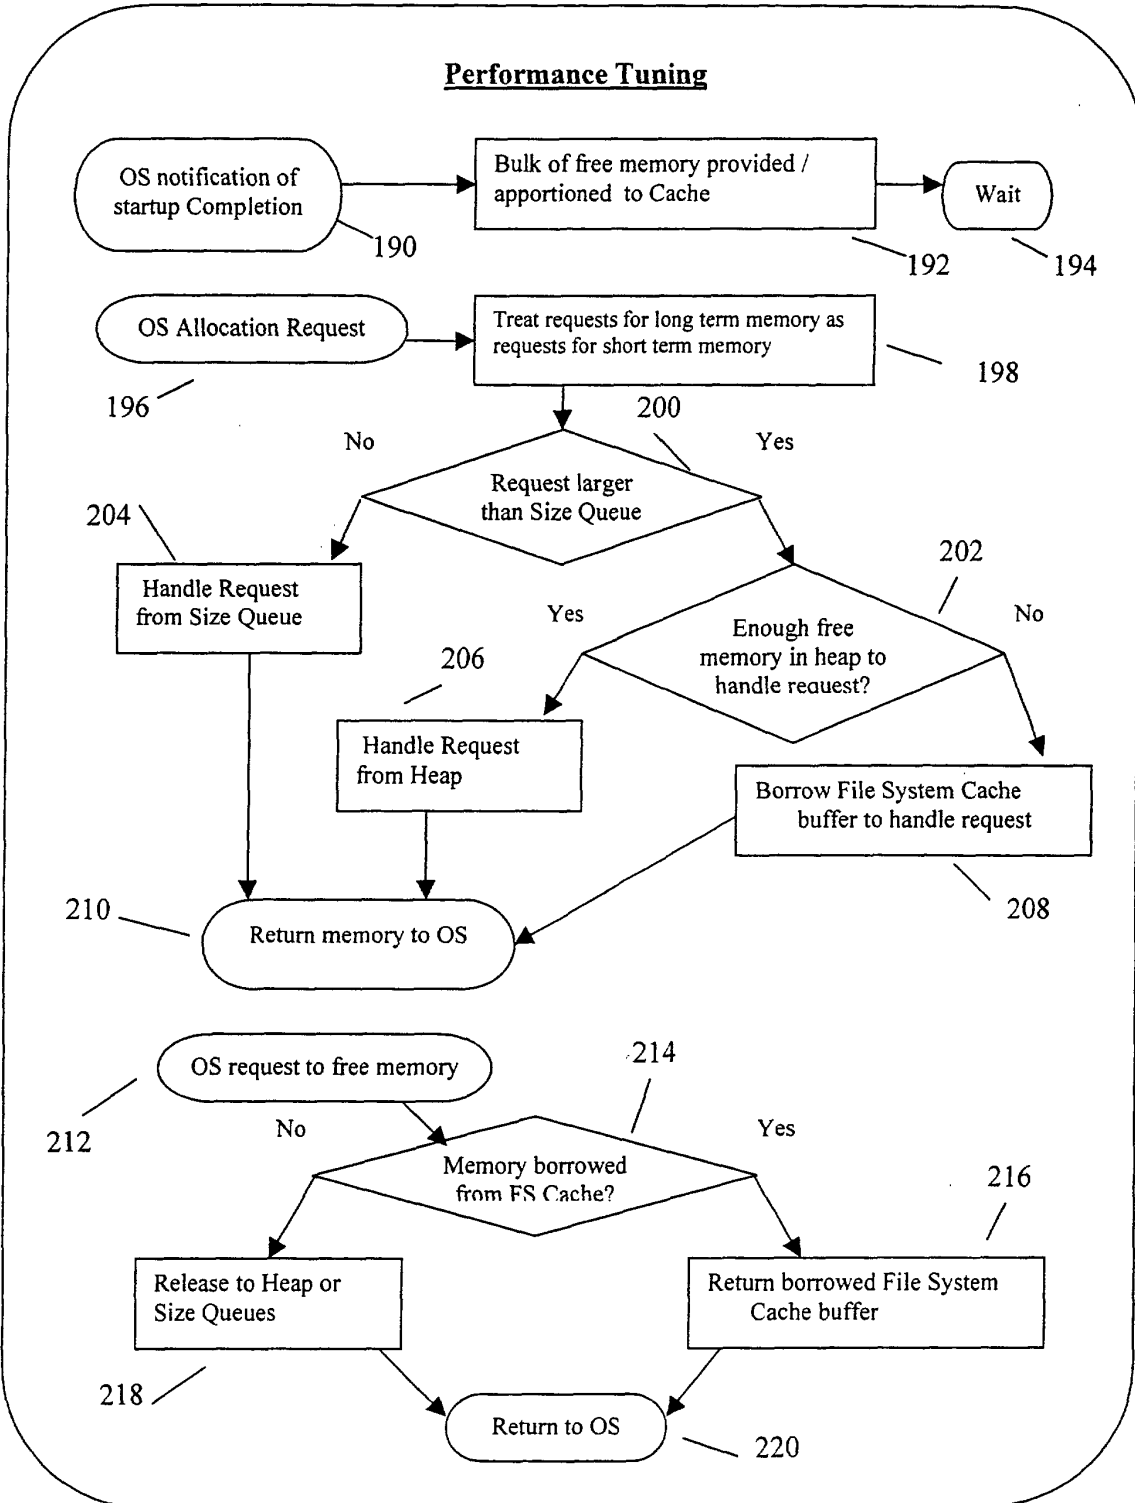 Performance Tuning
OS notification of
startup Completion
190
Bulk of free memory provided /
apportioned to Cache
192
Wait
194
OS Allocation Request
196
Treat requests for long term memory as
requests for short term memory
198
200
No
Yes
Request larger
than Size Queue
204
Handle Request
from Size Queue
202
Yes
No
Enough free
memory in heap to
handle request?
206
Handle Request
from Heap
Borrow File System Cache
buffer to handle request
208
210
Return memory to OS
OS request to free memory
212
214
No
Yes
Memory borrowed
from FS Cache?
216
Release to Heap or
Size Queues
218
Return borrowed File System
Cache buffer
Return to OS
220